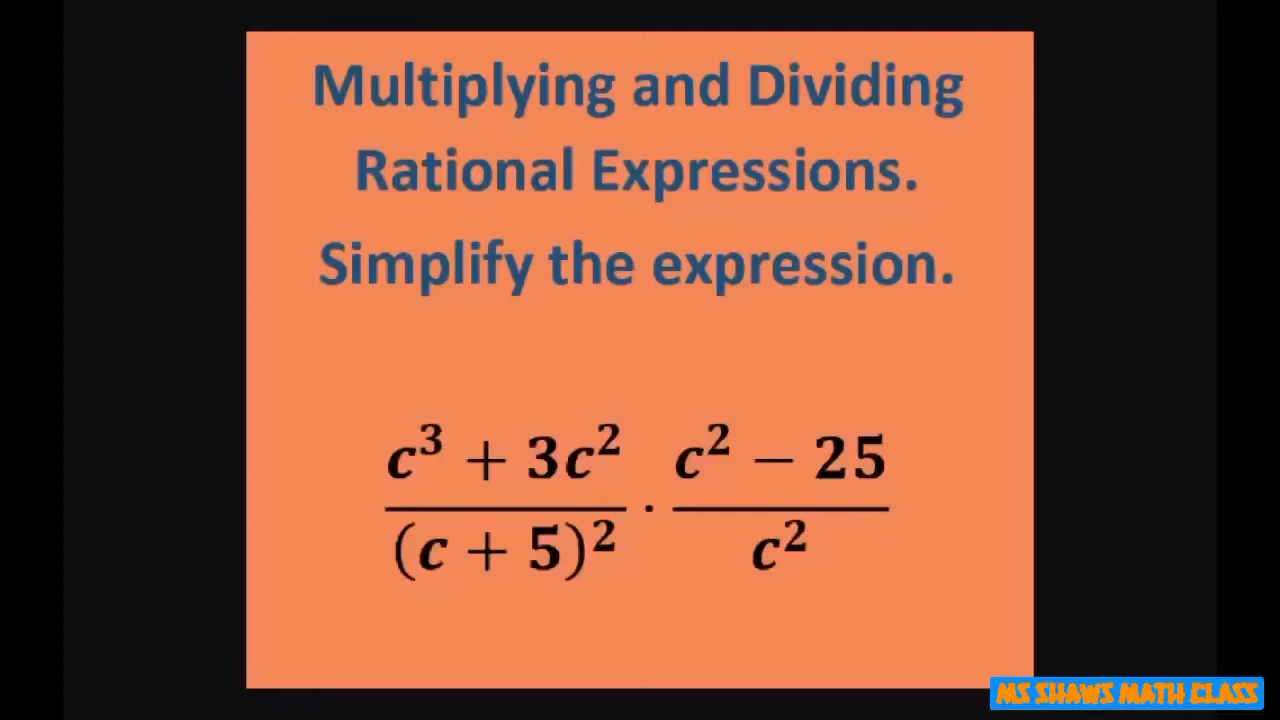 Multiplying and Dividing
Rational Expressions.
Simplify the expression.
c³ + 3c² / (c + 5)² · c² − 25 / c²
MS SHAWS MATH CLASS